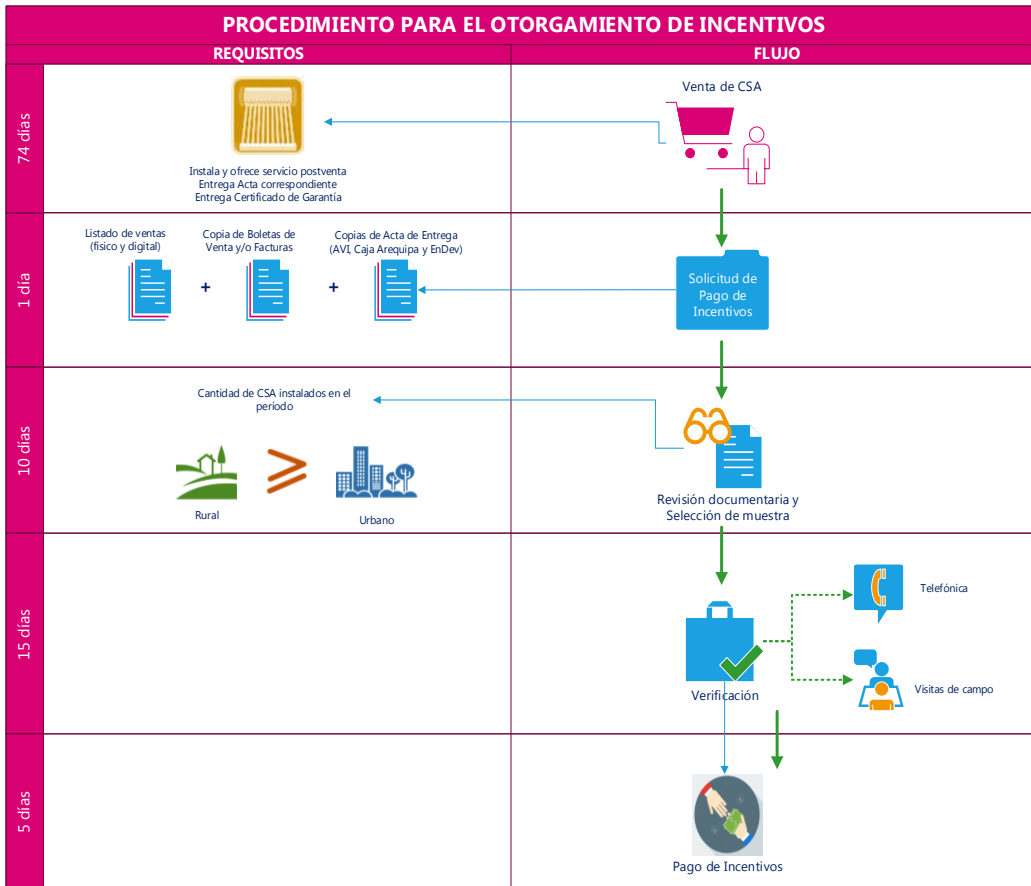 PROCEDIMIENTO PARA EL OTORGAMIENTO DE INCENTIVOS
REQUISITOS
FLUJO
74 días
Venta de CSA
Instala y ofrece servicio postventa
Entrega Acta correspondiente
Entrega Certificado de Garantía
1 día
Listado de ventas
(físico y digital)
+
Copia de Boletas de
Venta y/o Facturas
+
Copias de Acta de Entrega
(AVI, Caja Arequipa y EnDev)
Solicitud de
Pago de
Incentivos
10 días
Cantidad de CSA instalados en el
período
Rural
≥
Urbano
Revisión documentaria y
Selección de muestra
15 días
Verificación
Telefónica
Visitas de campo
5 días
Pago de Incentivos